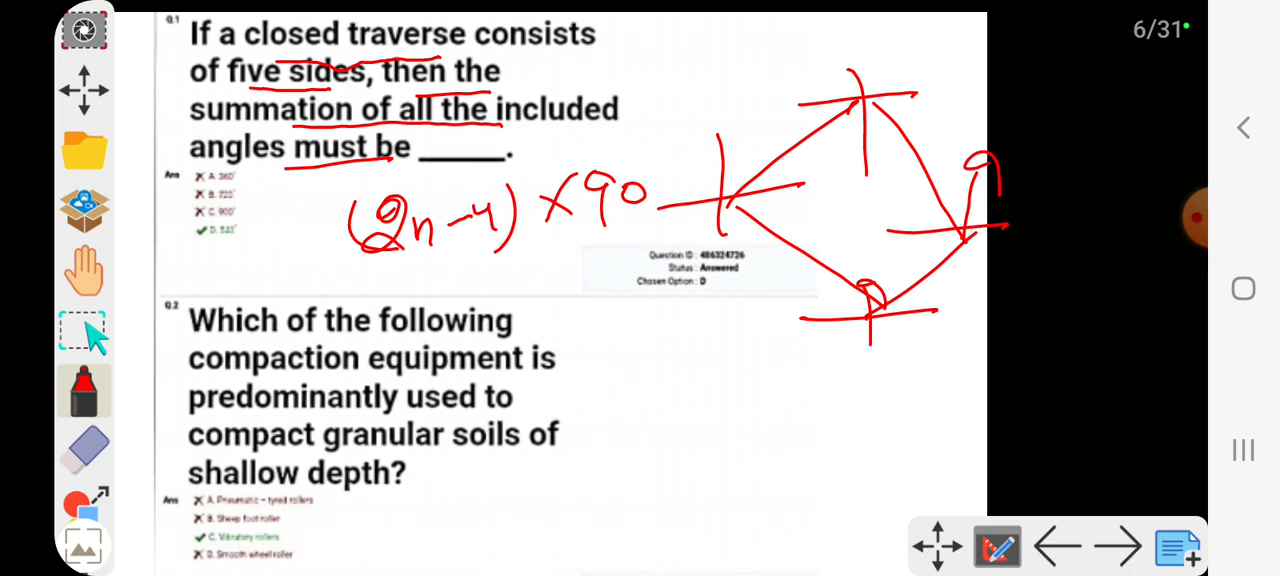 6/31
Q.1
If a closed traverse consists
of five sides, then the
summation of all the included
angles must be _____.
Ans
A. 360°
B. 720°
C. 900°
D. 540°
(2n-4) × 90
Question ID : 486324726
Status : Answered
Chosen Option : D
Q.2
Which of the following
compaction equipment is
predominantly used to
compact granular soils of
shallow depth?
Ans
A. Pneumatic – tyred rollers
B. Sheep foot roller
C. Vibratory rollers
D. Smooth wheel roller